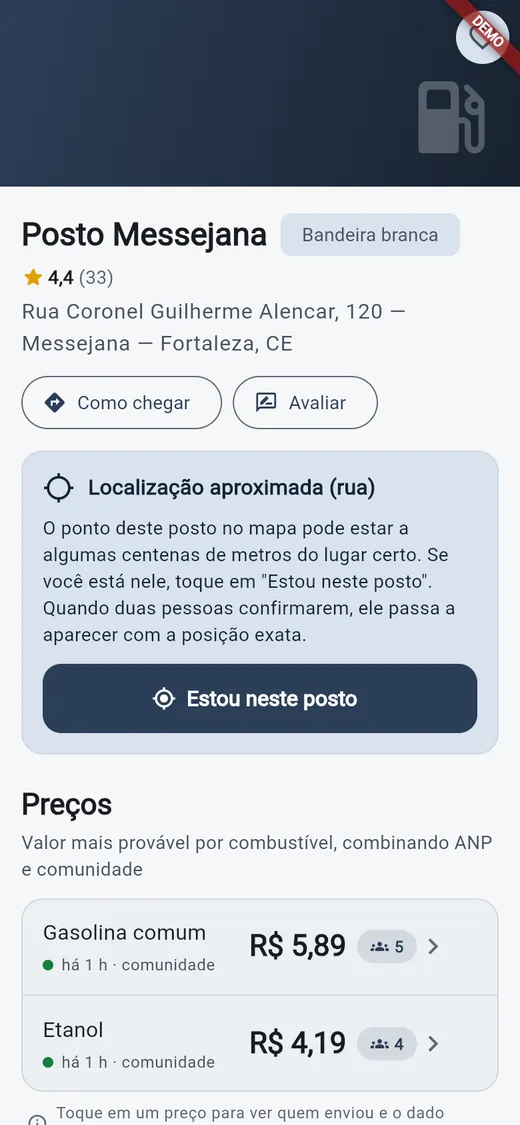 DEMO
Posto Messejana
Bandeira branca
4,4 (33)
Rua Coronel Guilherme Alencar, 120 —
Messejana — Fortaleza, CE
Como chegar
Avaliar
Localização aproximada (rua)
O ponto deste posto no mapa pode estar a
algumas centenas de metros do lugar certo. Se
você está nele, toque em "Estou neste posto".
Quando duas pessoas confirmarem, ele passa a
aparecer com a posição exata.
Estou neste posto
Preços
Valor mais provável por combustível, combinando ANP
e comunidade
Gasolina comum
há 1 h · comunidade
R$ 5,89
5
Etanol
há 1 h · comunidade
R$ 4,19
4
Toque em um preço para ver quem enviou e o dado